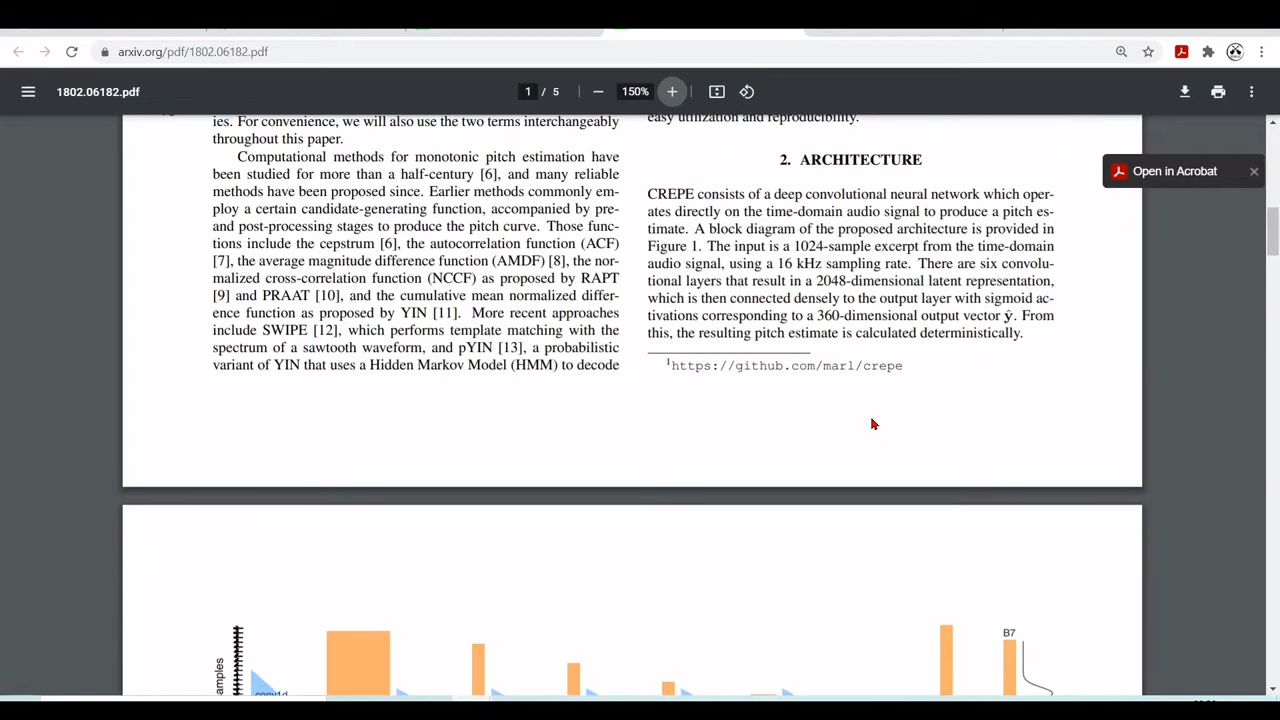 arxiv.org/pdf/1802.06182.pdf
1802.06182.pdf
1 / 5
150%
Open in Acrobat
ies. For convenience, we will also use the two terms interchangeably
throughout this paper.
Computational methods for monotonic pitch estimation have
been studied for more than a half-century [6], and many reliable
methods have been proposed since. Earlier methods commonly em-
ploy a certain candidate-generating function, accompanied by pre-
and post-processing stages to produce the pitch curve. Those func-
tions include the cepstrum [6], the autocorrelation function (ACF)
[7], the average magnitude difference function (AMDF) [8], the nor-
malized cross-correlation function (NCCF) as proposed by RAPT
[9] and PRAAT [10], and the cumulative mean normalized differ-
ence function as proposed by YIN [11]. More recent approaches
include SWIPE [12], which performs template matching with the
spectrum of a sawtooth waveform, and pYIN [13], a probabilistic
variant of YIN that uses a Hidden Markov Model (HMM) to decode
easy utilization and reproducibility.
2. ARCHITECTURE
CREPE consists of a deep convolutional neural network which oper-
ates directly on the time-domain audio signal to produce a pitch es-
timate. A block diagram of the proposed architecture is provided in
Figure 1. The input is a 1024-sample excerpt from the time-domain
audio signal, using a 16 kHz sampling rate. There are six convolu-
tional layers that result in a 2048-dimensional latent representation,
which is then connected densely to the output layer with sigmoid ac-
tivations corresponding to a 360-dimensional output vector ŷ. From
this, the resulting pitch estimate is calculated deterministically.
1https://github.com/marl/crepe
B7
conv1d